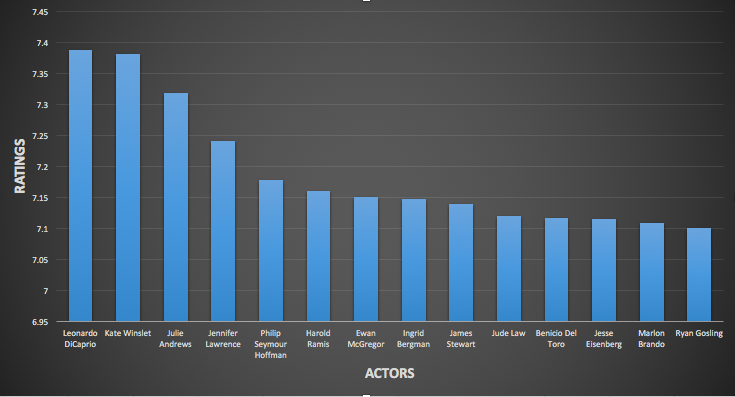 7.45
7.4
7.35
7.3
7.25
7.2
7.15
7.1
7.05
7
6.95
RATINGS
Leonardo
DiCaprio
Kate Winslet
Julie
Andrews
Jennifer
Lawrence
Philip
Seymour
Hoffman
Harold
Ramis
Ewan
McGregor
Ingrid
Bergman
James
Stewart
Jude Law
Benicio Del
Toro
Jesse
Eisenberg
Marlon
Brando
Ryan Gosling
ACTORS